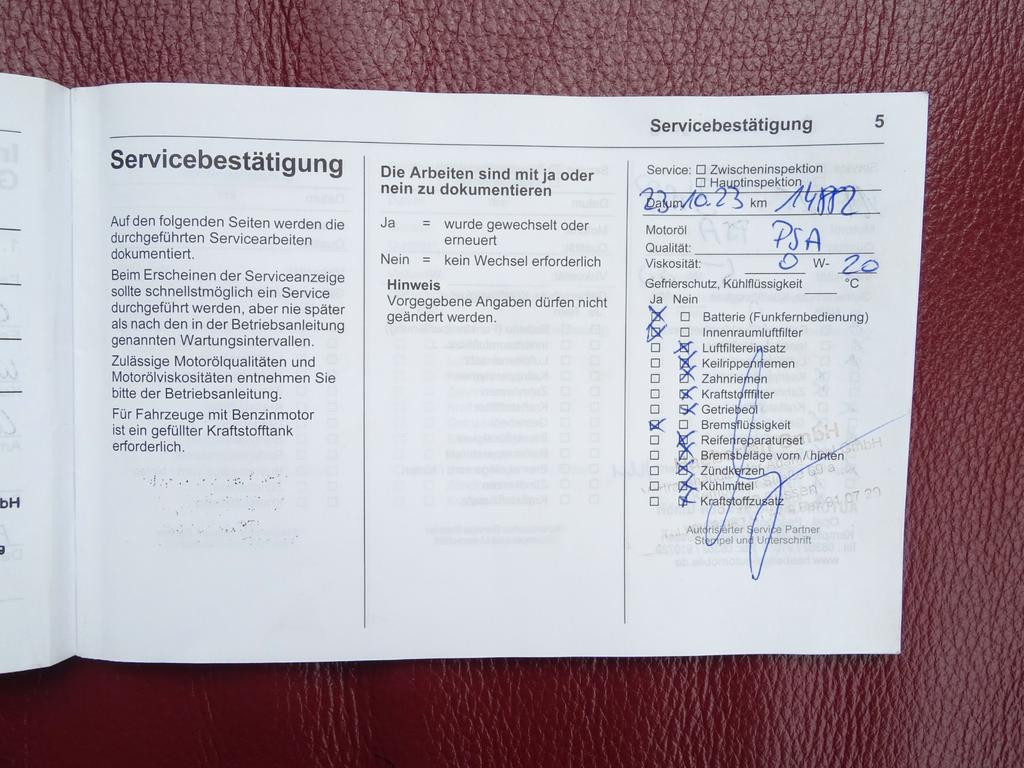 Servicebestätigung 5
Servicebestätigung
Auf den folgenden Seiten werden die
durchgeführten Servicearbeiten
dokumentiert.
Beim Erscheinen der Serviceanzeige
sollte schnellstmöglich ein Service
durchgeführt werden, aber nie später
als nach den in der Betriebsanleitung
genannten Wartungsintervallen.
Zulässige Motorölqualitäten und
Motorölviskositäten entnehmen Sie
bitte der Betriebsanleitung.
Für Fahrzeuge mit Benzinmotor
ist ein gefüllter Kraftstofftank
erforderlich.
Die Arbeiten sind mit ja oder
nein zu dokumentieren
Ja = wurde gewechselt oder
erneuert
Nein = kein Wechsel erforderlich
Hinweis
Vorgegebene Angaben dürfen nicht
geändert werden.
Service: ☐ Zwischeninspektion
☐ Hauptinspektion
Datum 23.10.23 km 14882
Motoröl
Qualität: PSA
Viskosität: 0 W- 20
Gefrierschutz, Kühlflüssigkeit °C
Ja Nein
☒ ☐ Batterie (Funkfernbedienung)
☒ ☐ Innenraumluftfilter
☐ ☒ Luftfiltereinsatz
☐ ☒ Keilrippenriemen
☐ ☒ Zahnriemen
☐ ☒ Kraftstofffilter
☐ ☒ Getriebeöl
☒ ☐ Bremsflüssigkeit
☐ ☒ Reifenreparaturset
☐ ☒ Bremsbeläge vorn / hinten
☐ ☒ Zündkerzen
☐ ☒ Kühlmittel
☐ ☒ Kraftstoffzusatz
Autorisierter Service Partner
Stempel und Unterschrift